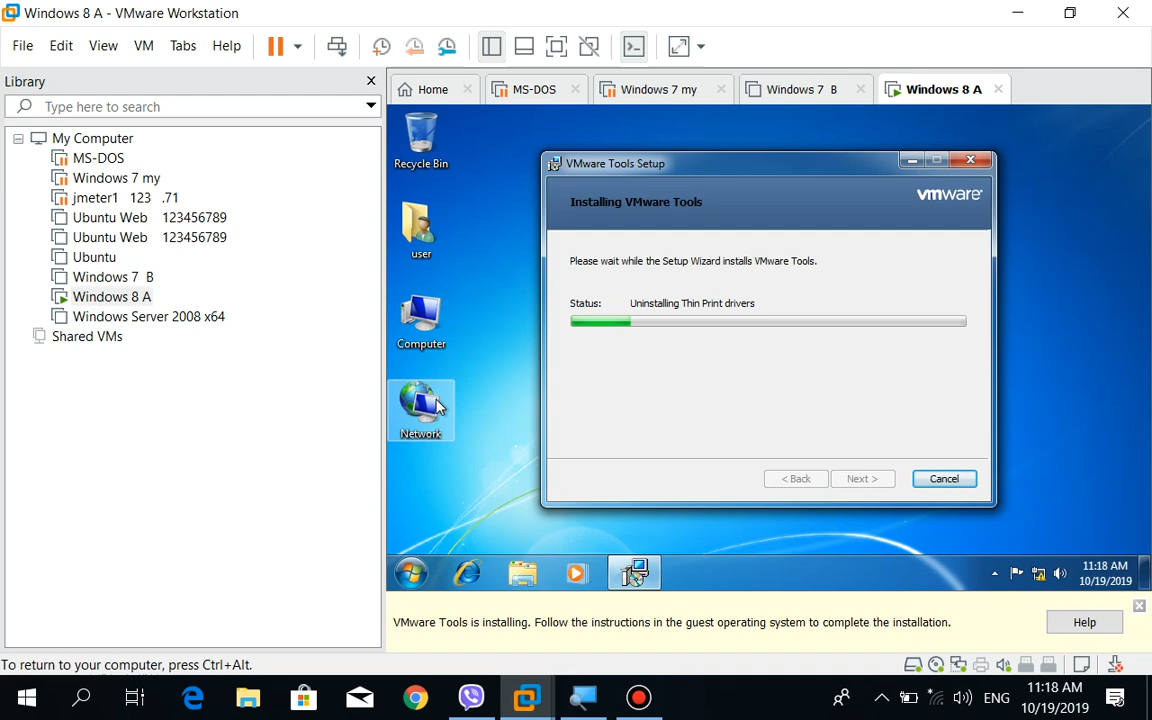 Windows 8 A - VMware Workstation
File Edit View VM Tabs Help
Library
Type here to search
My Computer
MS-DOS
Windows 7 my
jmeter1 123 .71
Ubuntu Web 123456789
Ubuntu Web 123456789
Ubuntu
Windows 7 B
Windows 8 A
Windows Server 2008 x64
Shared VMs
Home MS-DOS Windows 7 my Windows 7 B Windows 8 A
Recycle Bin
user
Computer
Network
VMware Tools Setup
Installing VMware Tools
vmware
Please wait while the Setup Wizard installs VMware Tools.
Status: Uninstalling Thin Print drivers
< Back Next > Cancel
11:18 AM
10/19/2019
VMware Tools is installing. Follow the instructions in the guest operating system to complete the installation.
Help
To return to your computer, press Ctrl+Alt.
ENG
11:18 AM
10/19/2019